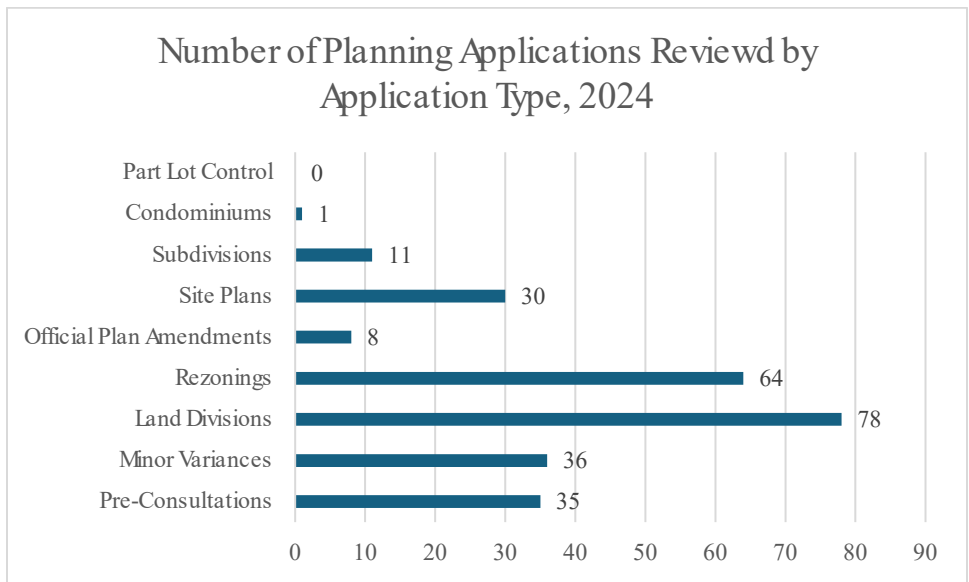 Number of Planning Applications Reviewd by
Application Type, 2024
Part Lot Control 0
Condominiums 1
Subdivisions 11
Site Plans 30
Official Plan Amendments 8
Rezonings 64
Land Divisions 78
Minor Variances 36
Pre-Consultations 35
0 10 20 30 40 50 60 70 80 90